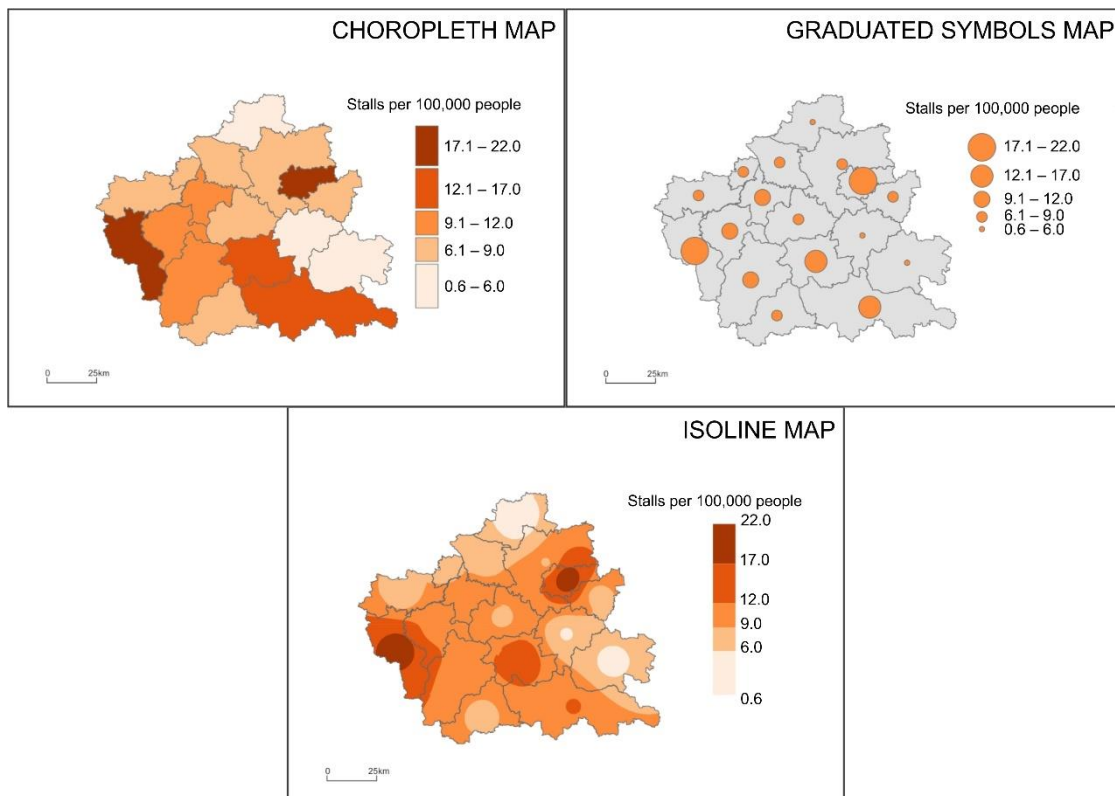 CHOROPLETH MAP
Stalls per 100,000 people
17.1 – 22.0
12.1 – 17.0
9.1 – 12.0
6.1 – 9.0
0.6 – 6.0
0 25km
GRADUATED SYMBOLS MAP
Stalls per 100,000 people
17.1 – 22.0
12.1 – 17.0
9.1 – 12.0
6.1 – 9.0
0.6 – 6.0
0 25km
ISOLINE MAP
Stalls per 100,000 people
22.0
17.0
12.0
9.0
6.0
0.6
0 25km